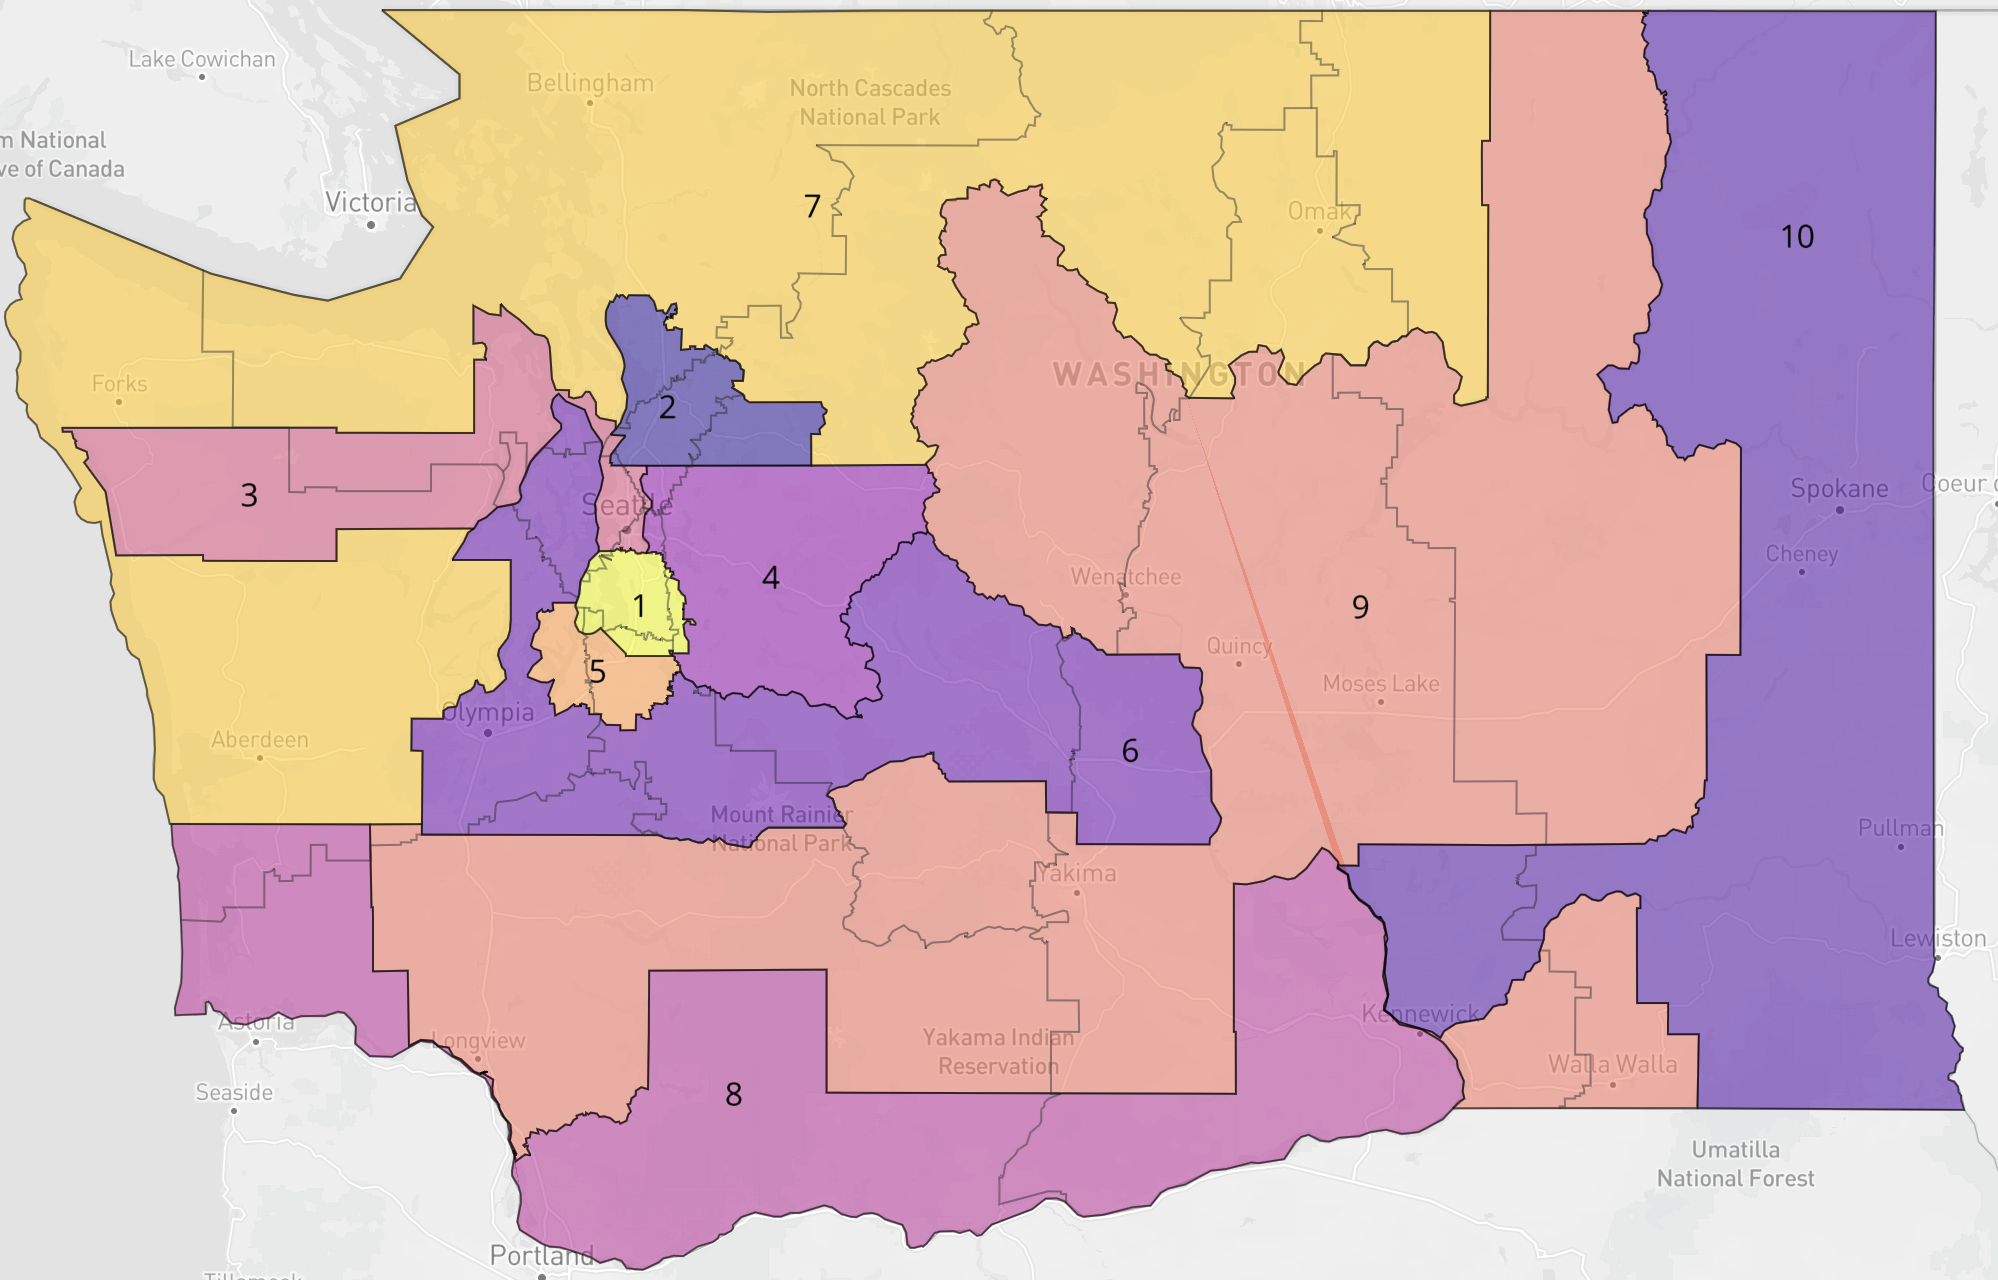 Lake Cowichan
Bellingham
North Cascades
National Park
m National
ve of Canada
Victoria
7
Omak
10
Forks
WASHINGTON
2
3
Seattle
Spokane
Coeur d
Cheney
4
Wenatchee
1
9
Quincy
5
Moses Lake
Olympia
Aberdeen
6
Mount Rainier
National Park
Pullman
Yakima
Lewiston
Astoria
Kennewick
Longview
Yakama Indian
Reservation
Walla Walla
Seaside
8
Umatilla
National Forest
Portland
Tillamook